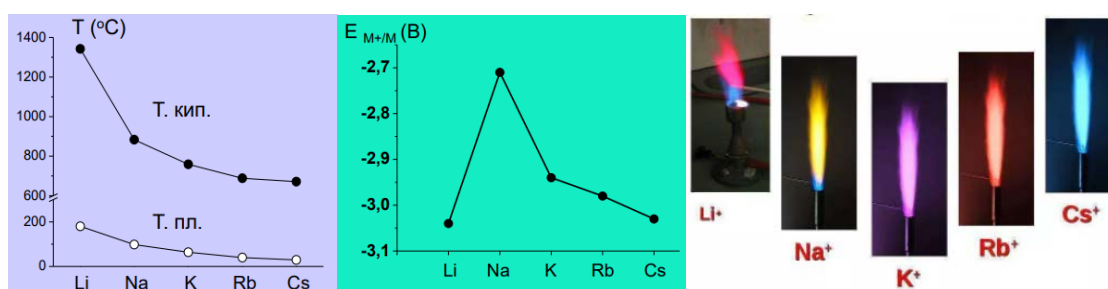 T (°C)
1400
1200
1000
800
600
200
0
Т. кип.
Т. пл.
Li Na K Rb Cs
E M+/M (B)
-2,7
-2,8
-2,9
-3,0
-3,1
Li Na K Rb Cs
Li+
Na+
K+
Rb+
Cs+